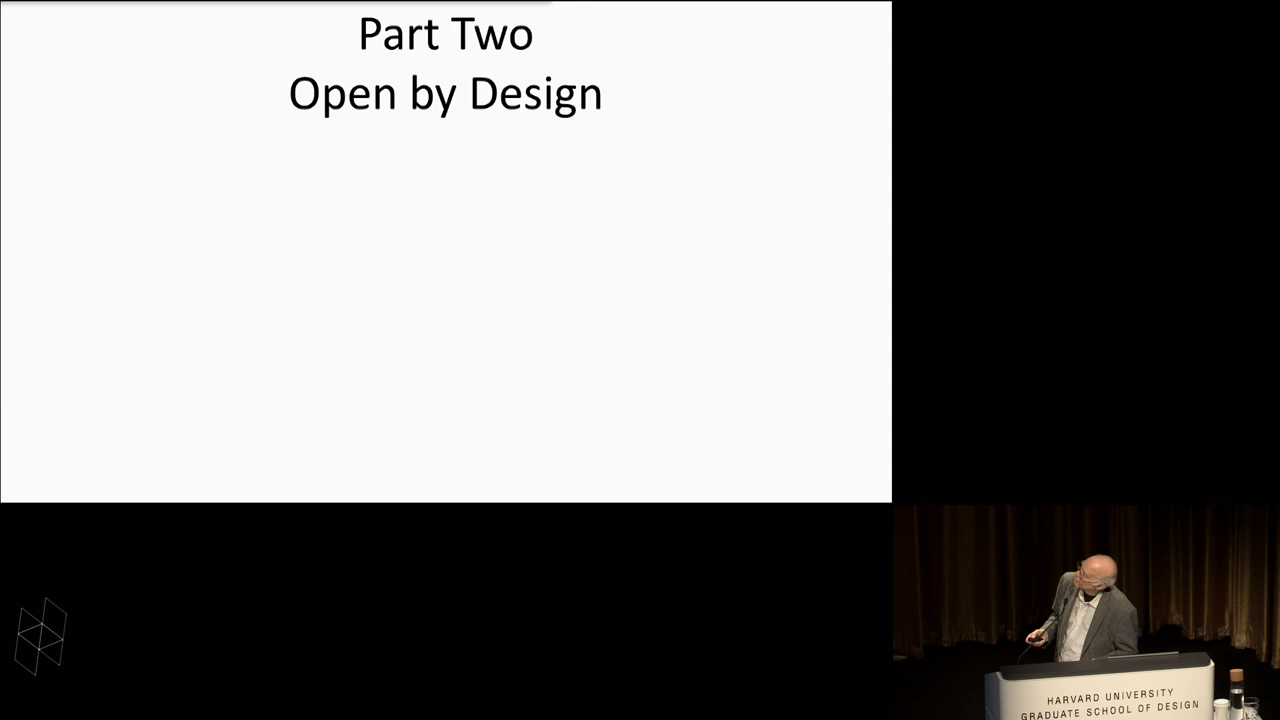 Part Two
Open by Design
HARVARD UNIVERSITY
GRADUATE SCHOOL OF DESIGN